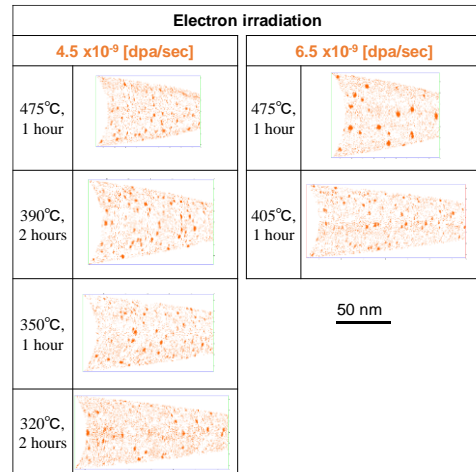 Electron irradiation
4.5 x10⁻⁹ [dpa/sec]
6.5 x10⁻⁹ [dpa/sec]
475℃,
1 hour
475℃,
1 hour
390℃,
2 hours
405℃,
1 hour
350℃,
1 hour
50 nm
320℃,
2 hours